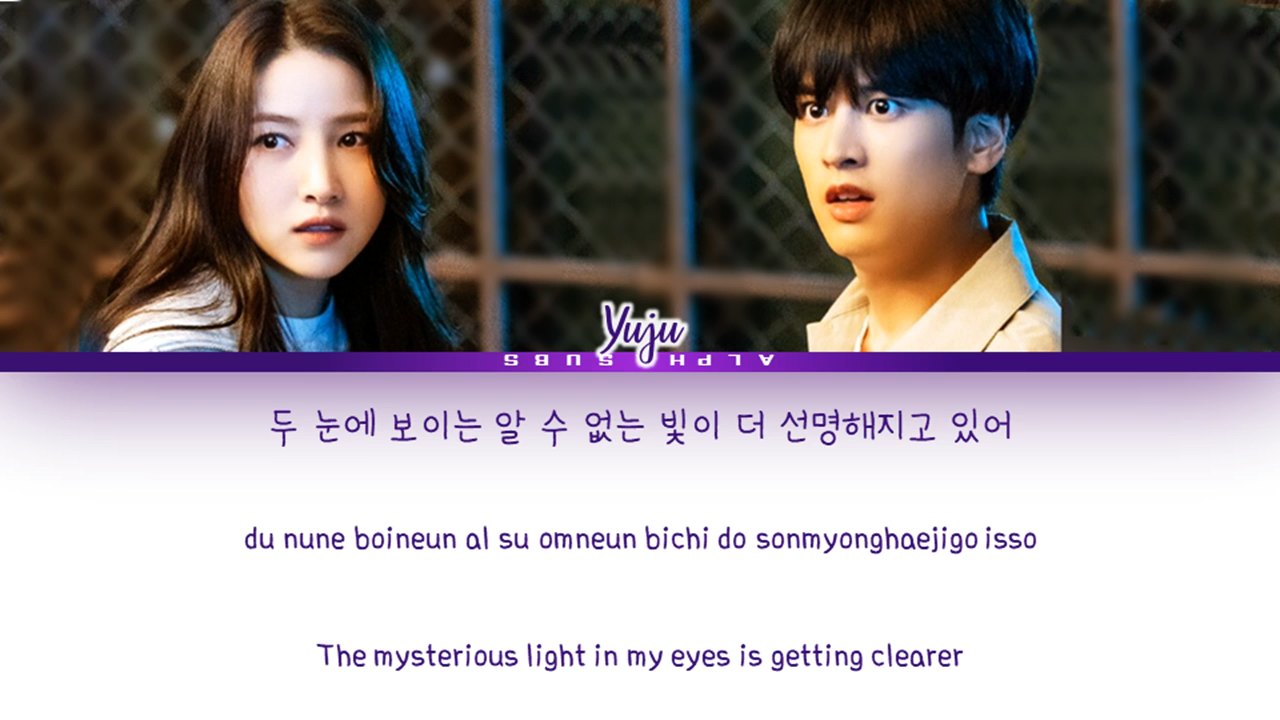 Yuju
ALPH SUBS
두 눈에 보이는 알 수 없는 빛이 더 선명해지고 있어
du nune boineun al su omneun bichi do sonmyonghaejigo isso
The mysterious light in my eyes is getting clearer